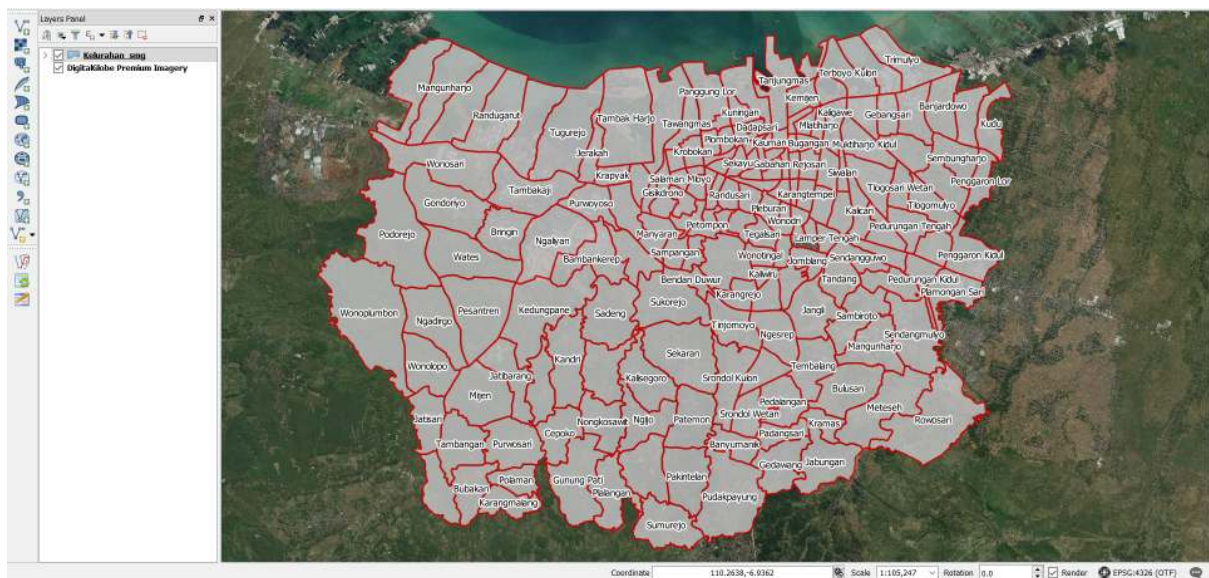 Layers Panel
Kelurahan_smg
DigitalGlobe Premium Imagery
Trimulyo
Tanjungmas
Terboyo Kulon
Mangunharjo
Panggung Lor
Kemijen
Randugarut
Kuningan
Kaligawe
Banjardowo
Tambak Harjo
Tawangmas
Gebangsari
Kudu
Tugurejo
Dadapsari
Mlatiharjo
Plombokan
Kauman
Bugangan
Muktiharjo Kidul
Jerakah
Krobokan
Sembungharjo
Wonosari
Sekayu
Gabahan
Rejosari
Siwalan
Krapyak
Salaman Mloyo
Penggaron Lor
Tambakaji
Gisikdrono
Randusari
Karangtempel
Tlogosari Wetan
Gondoriyo
Purwoyoso
Pleburan
Kalicari
Tlogomulyo
Petompon
Wonodri
Pedurungan Tengah
Podorejo
Bringin
Ngaliyan
Manyaran
Tegalsari
Lamper Tengah
Sampangan
Wonotingal
Sendangguwo
Penggaron Kidul
Wates
Bambankerep
Jomblang
Kaliwiru
Bendan Duwur
Tandang
Pedurungan Kidul
Karangrejo
Plamongan Sari
Sukorejo
Wonoplumbon
Pesantren
Kedungpane
Sadeng
Jangli
Sambiroto
Ngadirgo
Tinjomoyo
Ngesrep
Sendangmulyo
Mangunharjo
Sekaran
Kandri
Wonolopo
Tembalang
Jatibarang
Kalisegoro
Srondol Kulon
Bulusan
Mijen
Pedalangan
Meteseh
Jatisari
Nongkosawit
Ngijo
Patemon
Srondol Wetan
Kramas
Rowosari
Cepoko
Padangsari
Tambangan
Purwosari
Banyumanik
Gedawang
Jabungan
Polaman
Gunung Pati
Pakintelan
Bubakan
Plalangan
Pudakpayung
Karangmalang
Sumurejo
Coordinate 110.2638,-6.9362 Scale 1:105,247 Rotation 0.0 Render EPSG:4326 (OTF)